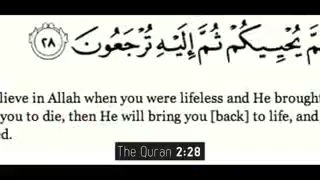 ثُمَّ يُحْيِيكُمْ ثُمَّ إِلَيْهِ تُرْجَعُونَ ﴿٢٨﴾
lieve in Allah when you were lifeless and He brought
you to die, then He will bring you [back] to life, and
ed.
The Quran 2:28